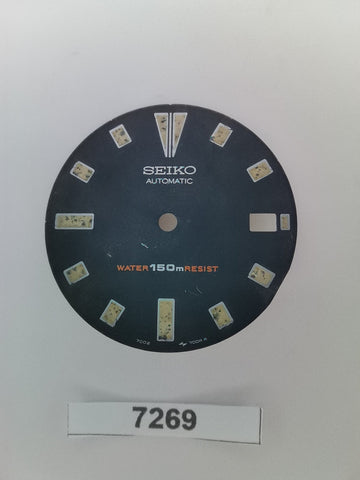 SEIKO
AUTOMATIC
WATER 150m RESIST
7269